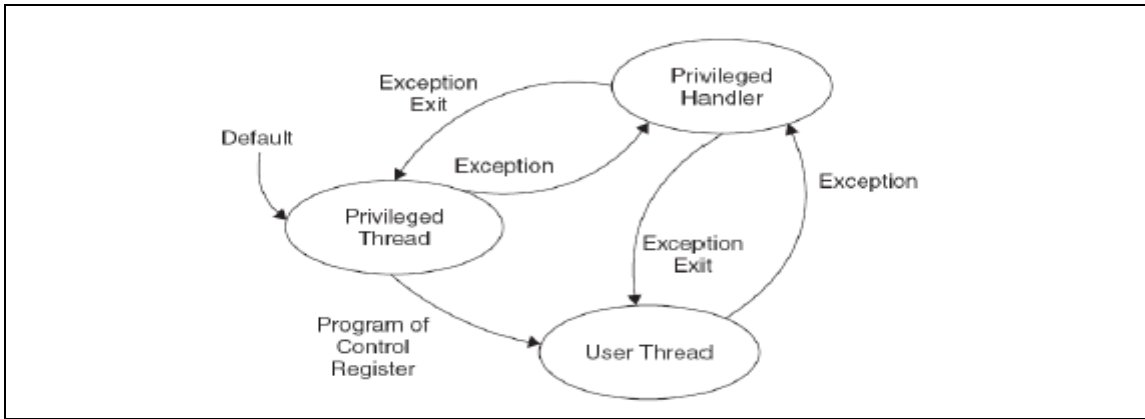 Privileged
Handler
Exception
Exit
Default
Exception
Exception
Privileged
Thread
Exception
Exit
Program of
Control
Register
User Thread